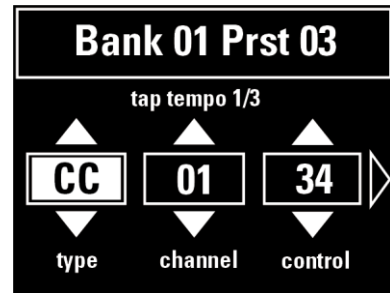 Bank 01 Prst 03
tap tempo 1/3
CC 01 34
type channel control